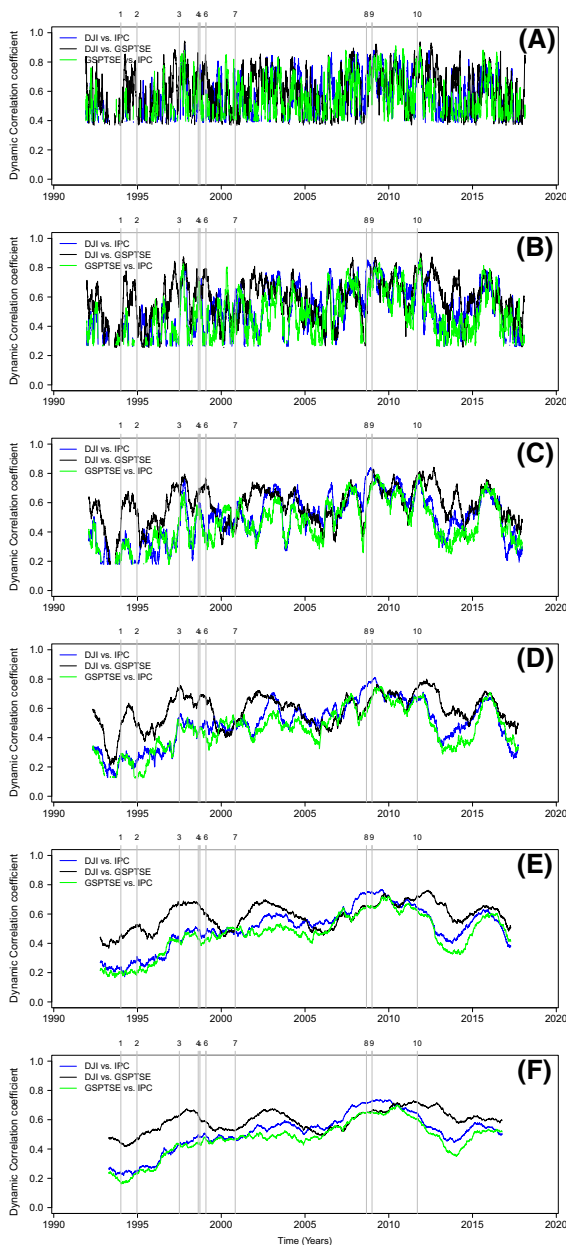 1 2 3 4 6 7 8 9 10
(A)
DJI vs. IPC
DJI vs. GSPTSE
GSPTSE vs. IPC
Dynamic Correlation coefficient
1.0
0.8
0.6
0.4
0.2
0.0
1990 1995 2000 2005 2010 2015 2020
1 2 3 4 6 7 8 9 10
(B)
DJI vs. IPC
DJI vs. GSPTSE
GSPTSE vs. IPC
Dynamic Correlation coefficient
1.0
0.8
0.6
0.4
0.2
0.0
1990 1995 2000 2005 2010 2015 2020
1 2 3 4 6 7 8 9 10
(C)
DJI vs. IPC
DJI vs. GSPTSE
GSPTSE vs. IPC
Dynamic Correlation coefficient
1.0
0.8
0.6
0.4
0.2
0.0
1990 1995 2000 2005 2010 2015 2020
1 2 3 4 6 7 8 9 10
(D)
DJI vs. IPC
DJI vs. GSPTSE
GSPTSE vs. IPC
Dynamic Correlation coefficient
1.0
0.8
0.6
0.4
0.2
0.0
1990 1995 2000 2005 2010 2015 2020
1 2 3 4 6 7 8 9 10
(E)
DJI vs. IPC
DJI vs. GSPTSE
GSPTSE vs. IPC
Dynamic Correlation coefficient
1.0
0.8
0.6
0.4
0.2
0.0
1990 1995 2000 2005 2010 2015 2020
1 2 3 4 6 7 8 9 10
(F)
DJI vs. IPC
DJI vs. GSPTSE
GSPTSE vs. IPC
Dynamic Correlation coefficient
1.0
0.8
0.6
0.4
0.2
0.0
1990 1995 2000 2005 2010 2015 2020
Time (Years)